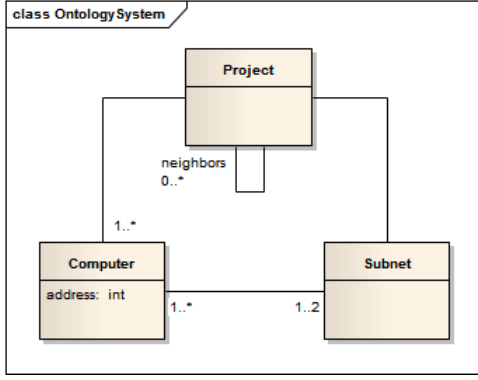 class OntologySystem
Project
neighbors
0..*
1..*
Computer
Subnet
address: int
1..*
1..2